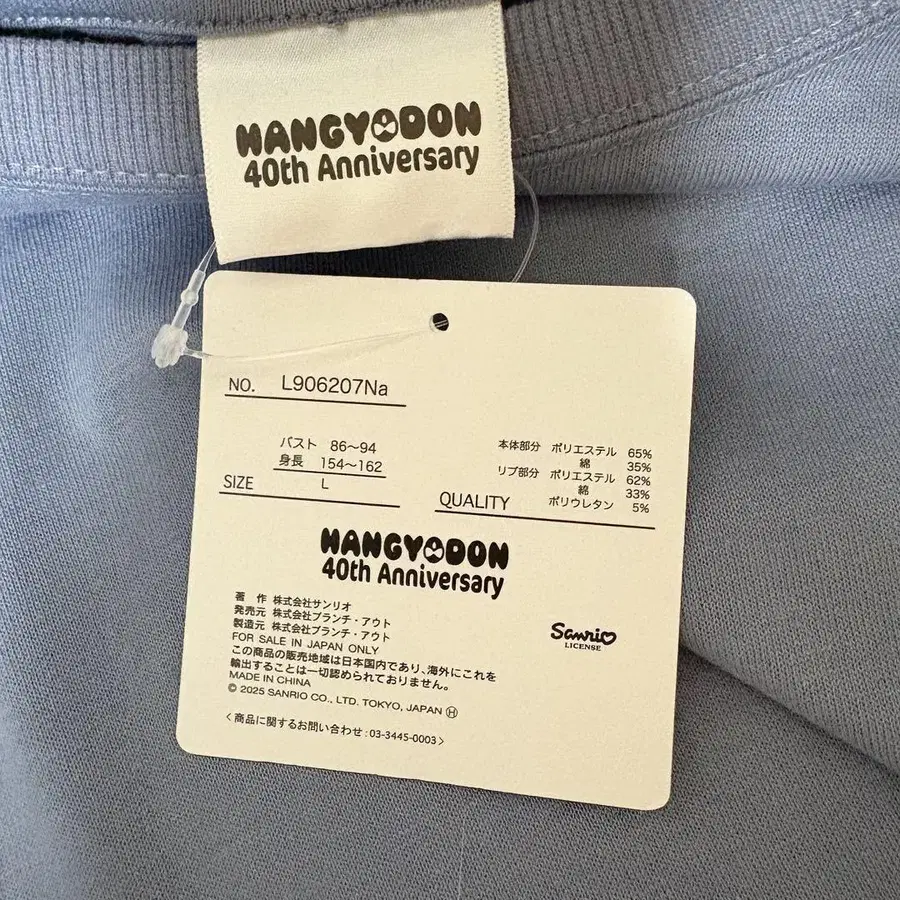 HANGYODON
40th Anniversary
NO. L906207Na
バスト 86〜94
身長 154〜162
SIZE L
本体部分 ポリエステル 65%
綿 35%
リブ部分 ポリエステル 62%
綿 33%
QUALITY ポリウレタン 5%
HANGYODON
40th Anniversary
著 作 株式会社サンリオ
発売元 株式会社ブランチ・アウト
製造元 株式会社ブランチ・アウト
FOR SALE IN JAPAN ONLY
この商品の販売地域は日本国内であり、海外にこれを
輸出することは一切認められておりません。
MADE IN CHINA
© 2025 SANRIO CO., LTD. TOKYO, JAPAN Ⓗ
〈商品に関するお問い合わせ:03-3445-0003〉
Sanrio
LICENSE